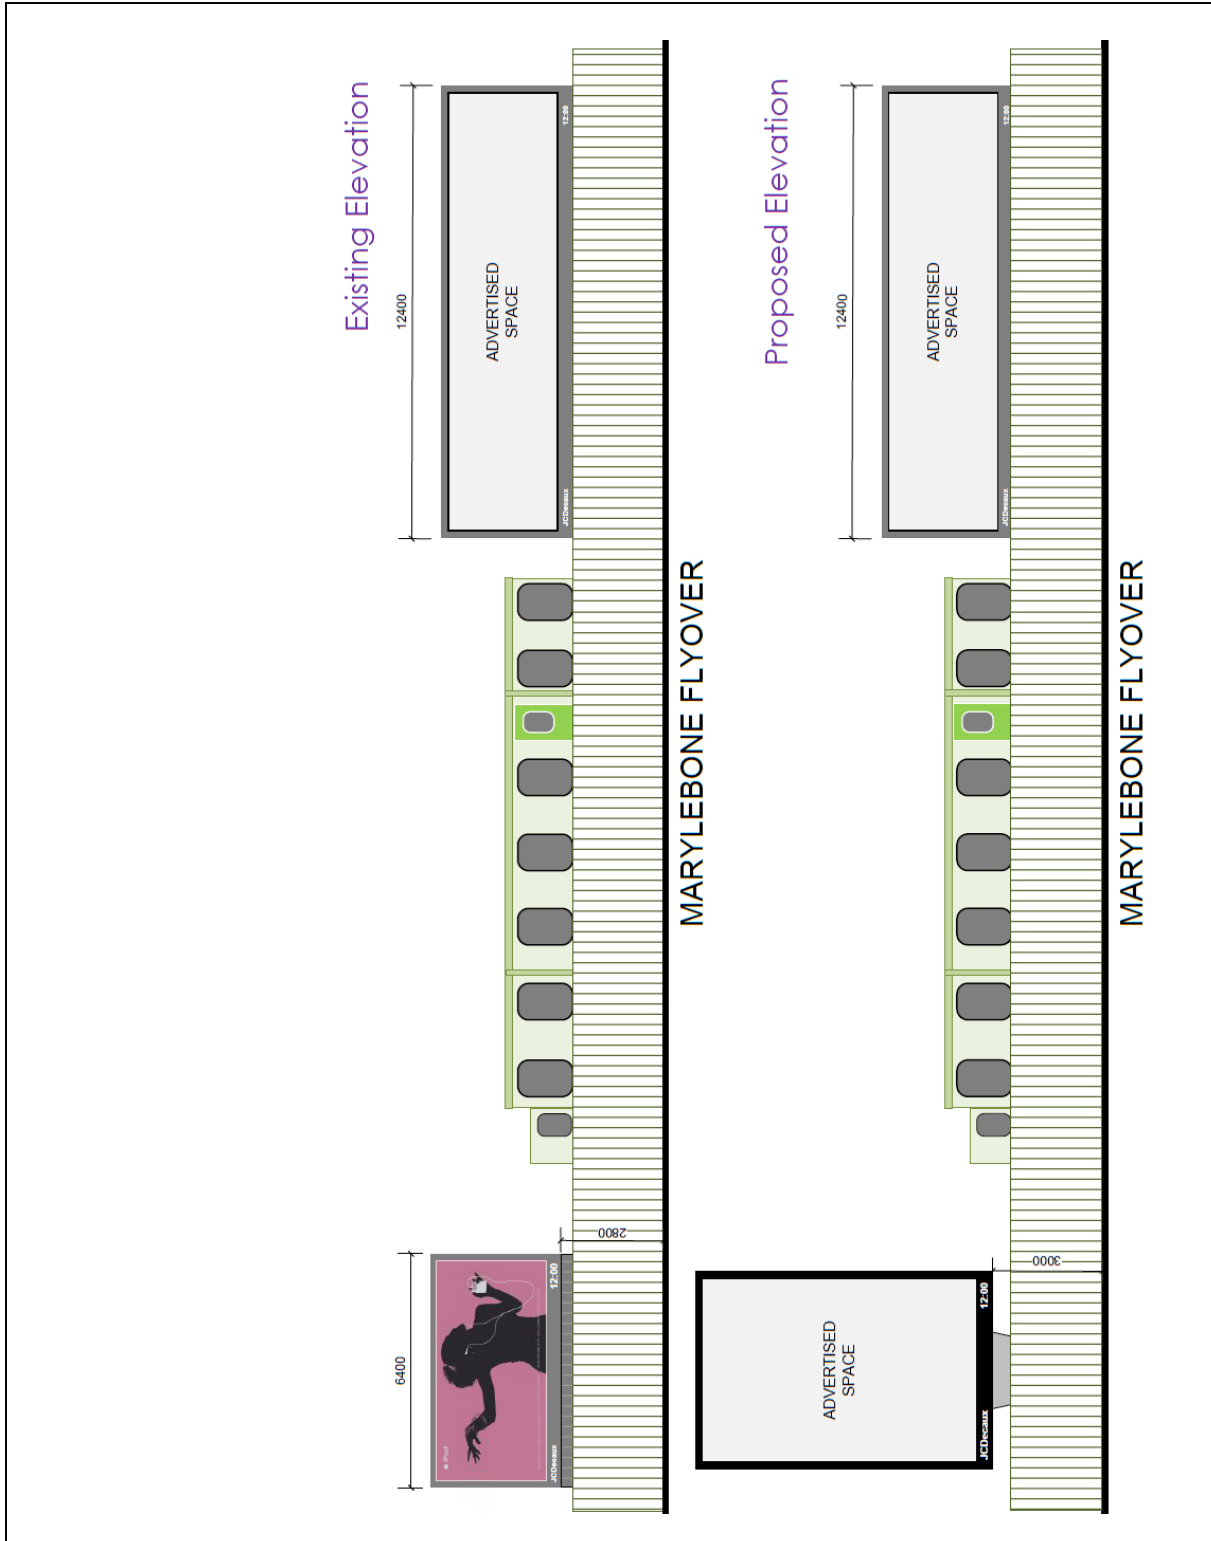 Existing Elevation
6400
12400
 iPod
JCDecaux
12:00
2800
ADVERTISED
SPACE
JCDecaux
12:00
MARYLEBONE FLYOVER
Proposed Elevation
12400
ADVERTISED
SPACE
JCDecaux
12:00
3000
ADVERTISED
SPACE
JCDecaux
12:00
MARYLEBONE FLYOVER